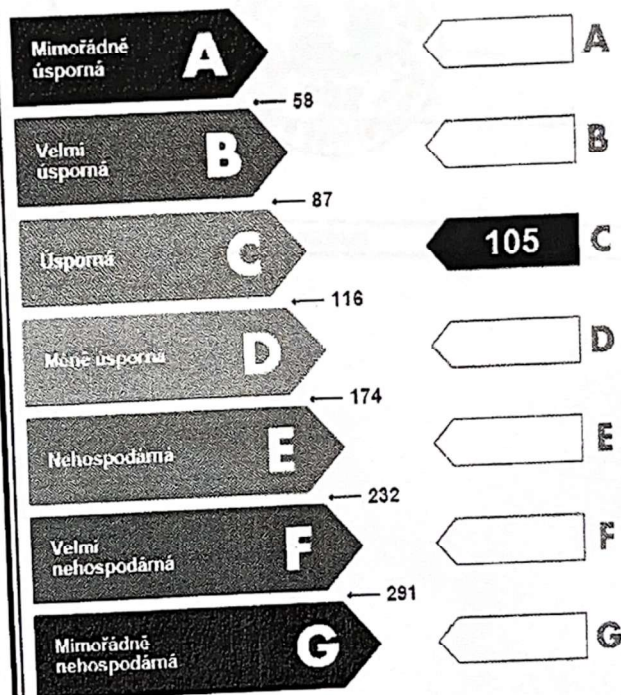 Mimořádně
úsporná
A
A
58
Velmi
úsporná
B
B
87
Úsporná
C
105
C
116
Méně úsporná
D
D
174
Nehospodárná
E
E
232
Velmi
nehospodárná
F
F
291
Mimořádně
nehospodárná
G
G